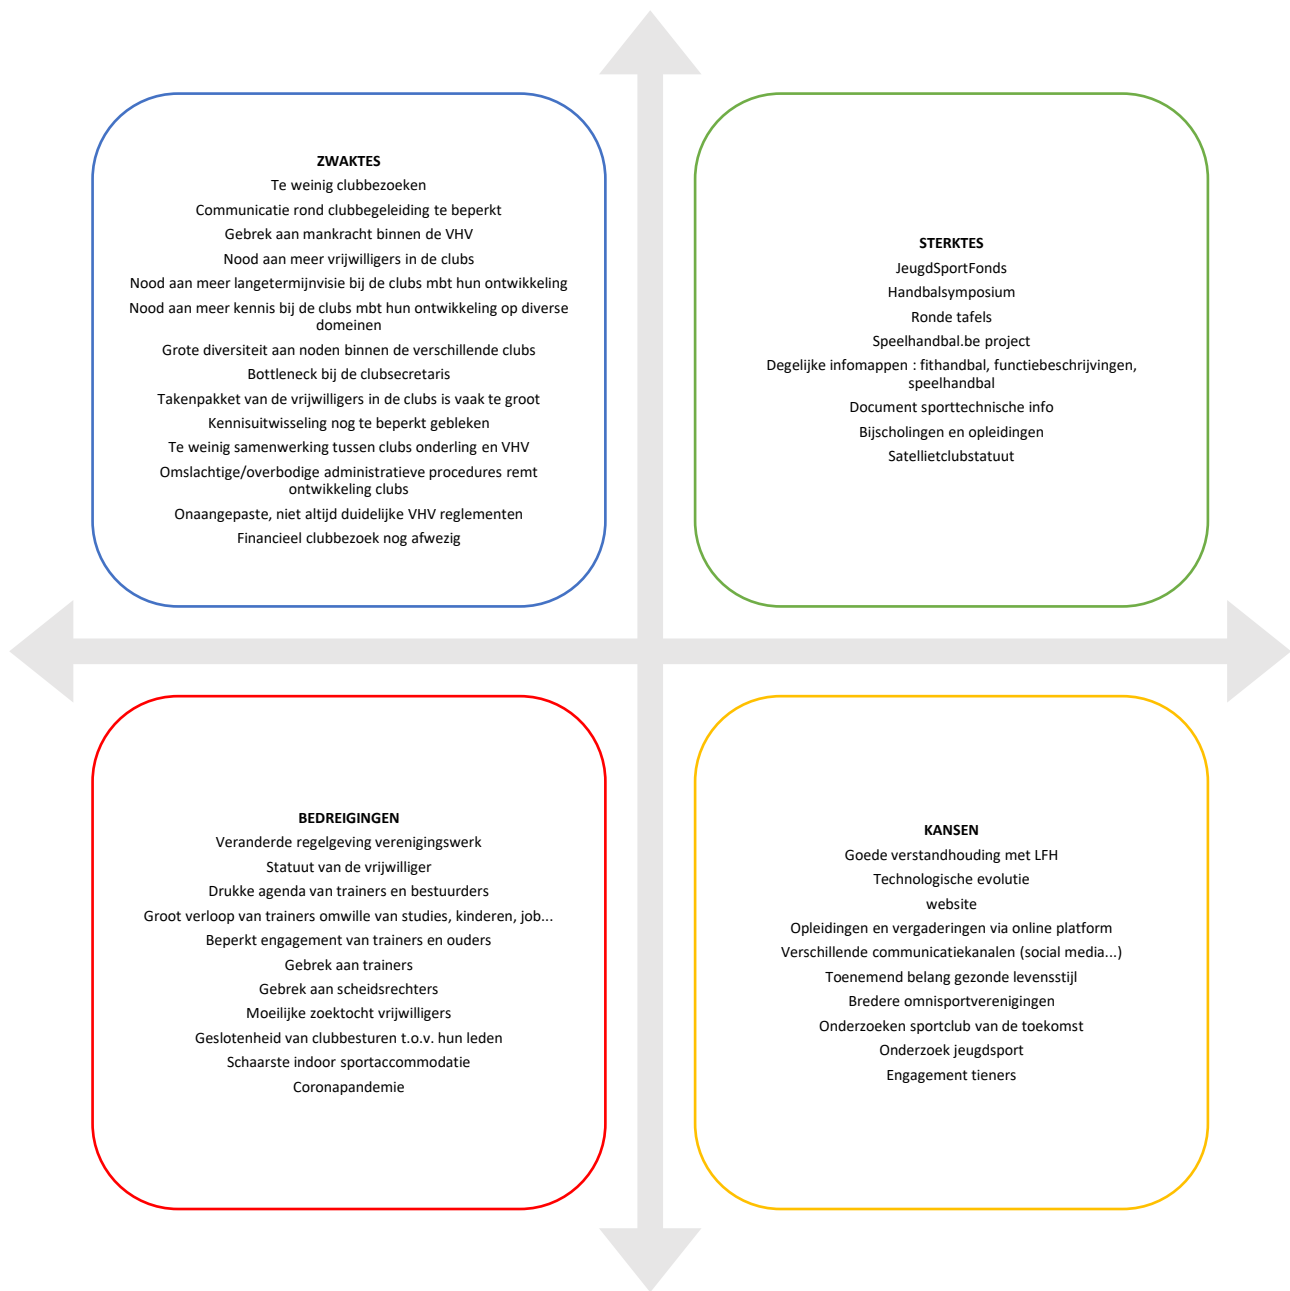 ZWAKTES
Te weinig clubbezoeken
Communicatie rond clubbegeleiding te beperkt
Gebrek aan mankracht binnen de VHV
Nood aan meer vrijwilligers in de clubs
Nood aan meer langetermijnvisie bij de clubs mbt hun ontwikkeling
Nood aan meer kennis bij de clubs mbt hun ontwikkeling op diverse
domeinen
Grote diversiteit aan noden binnen de verschillende clubs
Bottleneck bij de clubsecretaris
Takenpakket van de vrijwilligers in de clubs is vaak te groot
Kennisuitwisseling nog te beperkt gebleken
Te weinig samenwerking tussen clubs onderling en VHV
Omslachtige/overbodige administratieve procedures remt
ontwikkeling clubs
Onaangepaste, niet altijd duidelijke VHV reglementen
Financieel clubbezoek nog afwezig
STERKTES
JeugdSportFonds
Handbalsymposium
Ronde tafels
Speelhandbal.be project
Degelijke infomappen : fithandbal, functiebeschrijvingen,
speelhandbal
Document sporttechnische info
Bijscholingen en opleidingen
Satellietclubstatuut
BEDREIGINGEN
Veranderde regelgeving verenigingswerk
Statuut van de vrijwilliger
Drukke agenda van trainers en bestuurders
Groot verloop van trainers omwille van studies, kinderen, job...
Beperkt engagement van trainers en ouders
Gebrek aan trainers
Gebrek aan scheidsrechters
Moeilijke zoektocht vrijwilligers
Geslotenheid van clubbesturen t.o.v. hun leden
Schaarste indoor sportaccommodatie
Coronapandemie
KANSEN
Goede verstandhouding met LFH
Technologische evolutie
website
Opleidingen en vergaderingen via online platform
Verschillende communicatiekanalen (social media...)
Toenemend belang gezonde levensstijl
Bredere omnisportverenigingen
Onderzoeken sportclub van de toekomst
Onderzoek jeugdsport
Engagement tieners